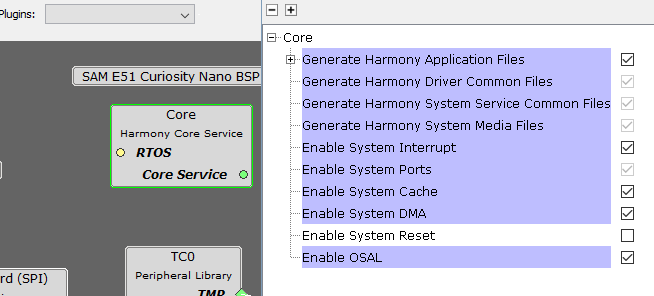 Plugins:
SAM E51 Curiosity Nano BSP
Core
Harmony Core Service
RTOS
Core Service
TC0
Peripheral Library
TMR
rd (SPI)
Core
Generate Harmony Application Files
Generate Harmony Driver Common Files
Generate Harmony System Service Common Files
Generate Harmony System Media Files
Enable System Interrupt
Enable System Ports
Enable System Cache
Enable System DMA
Enable System Reset
Enable OSAL